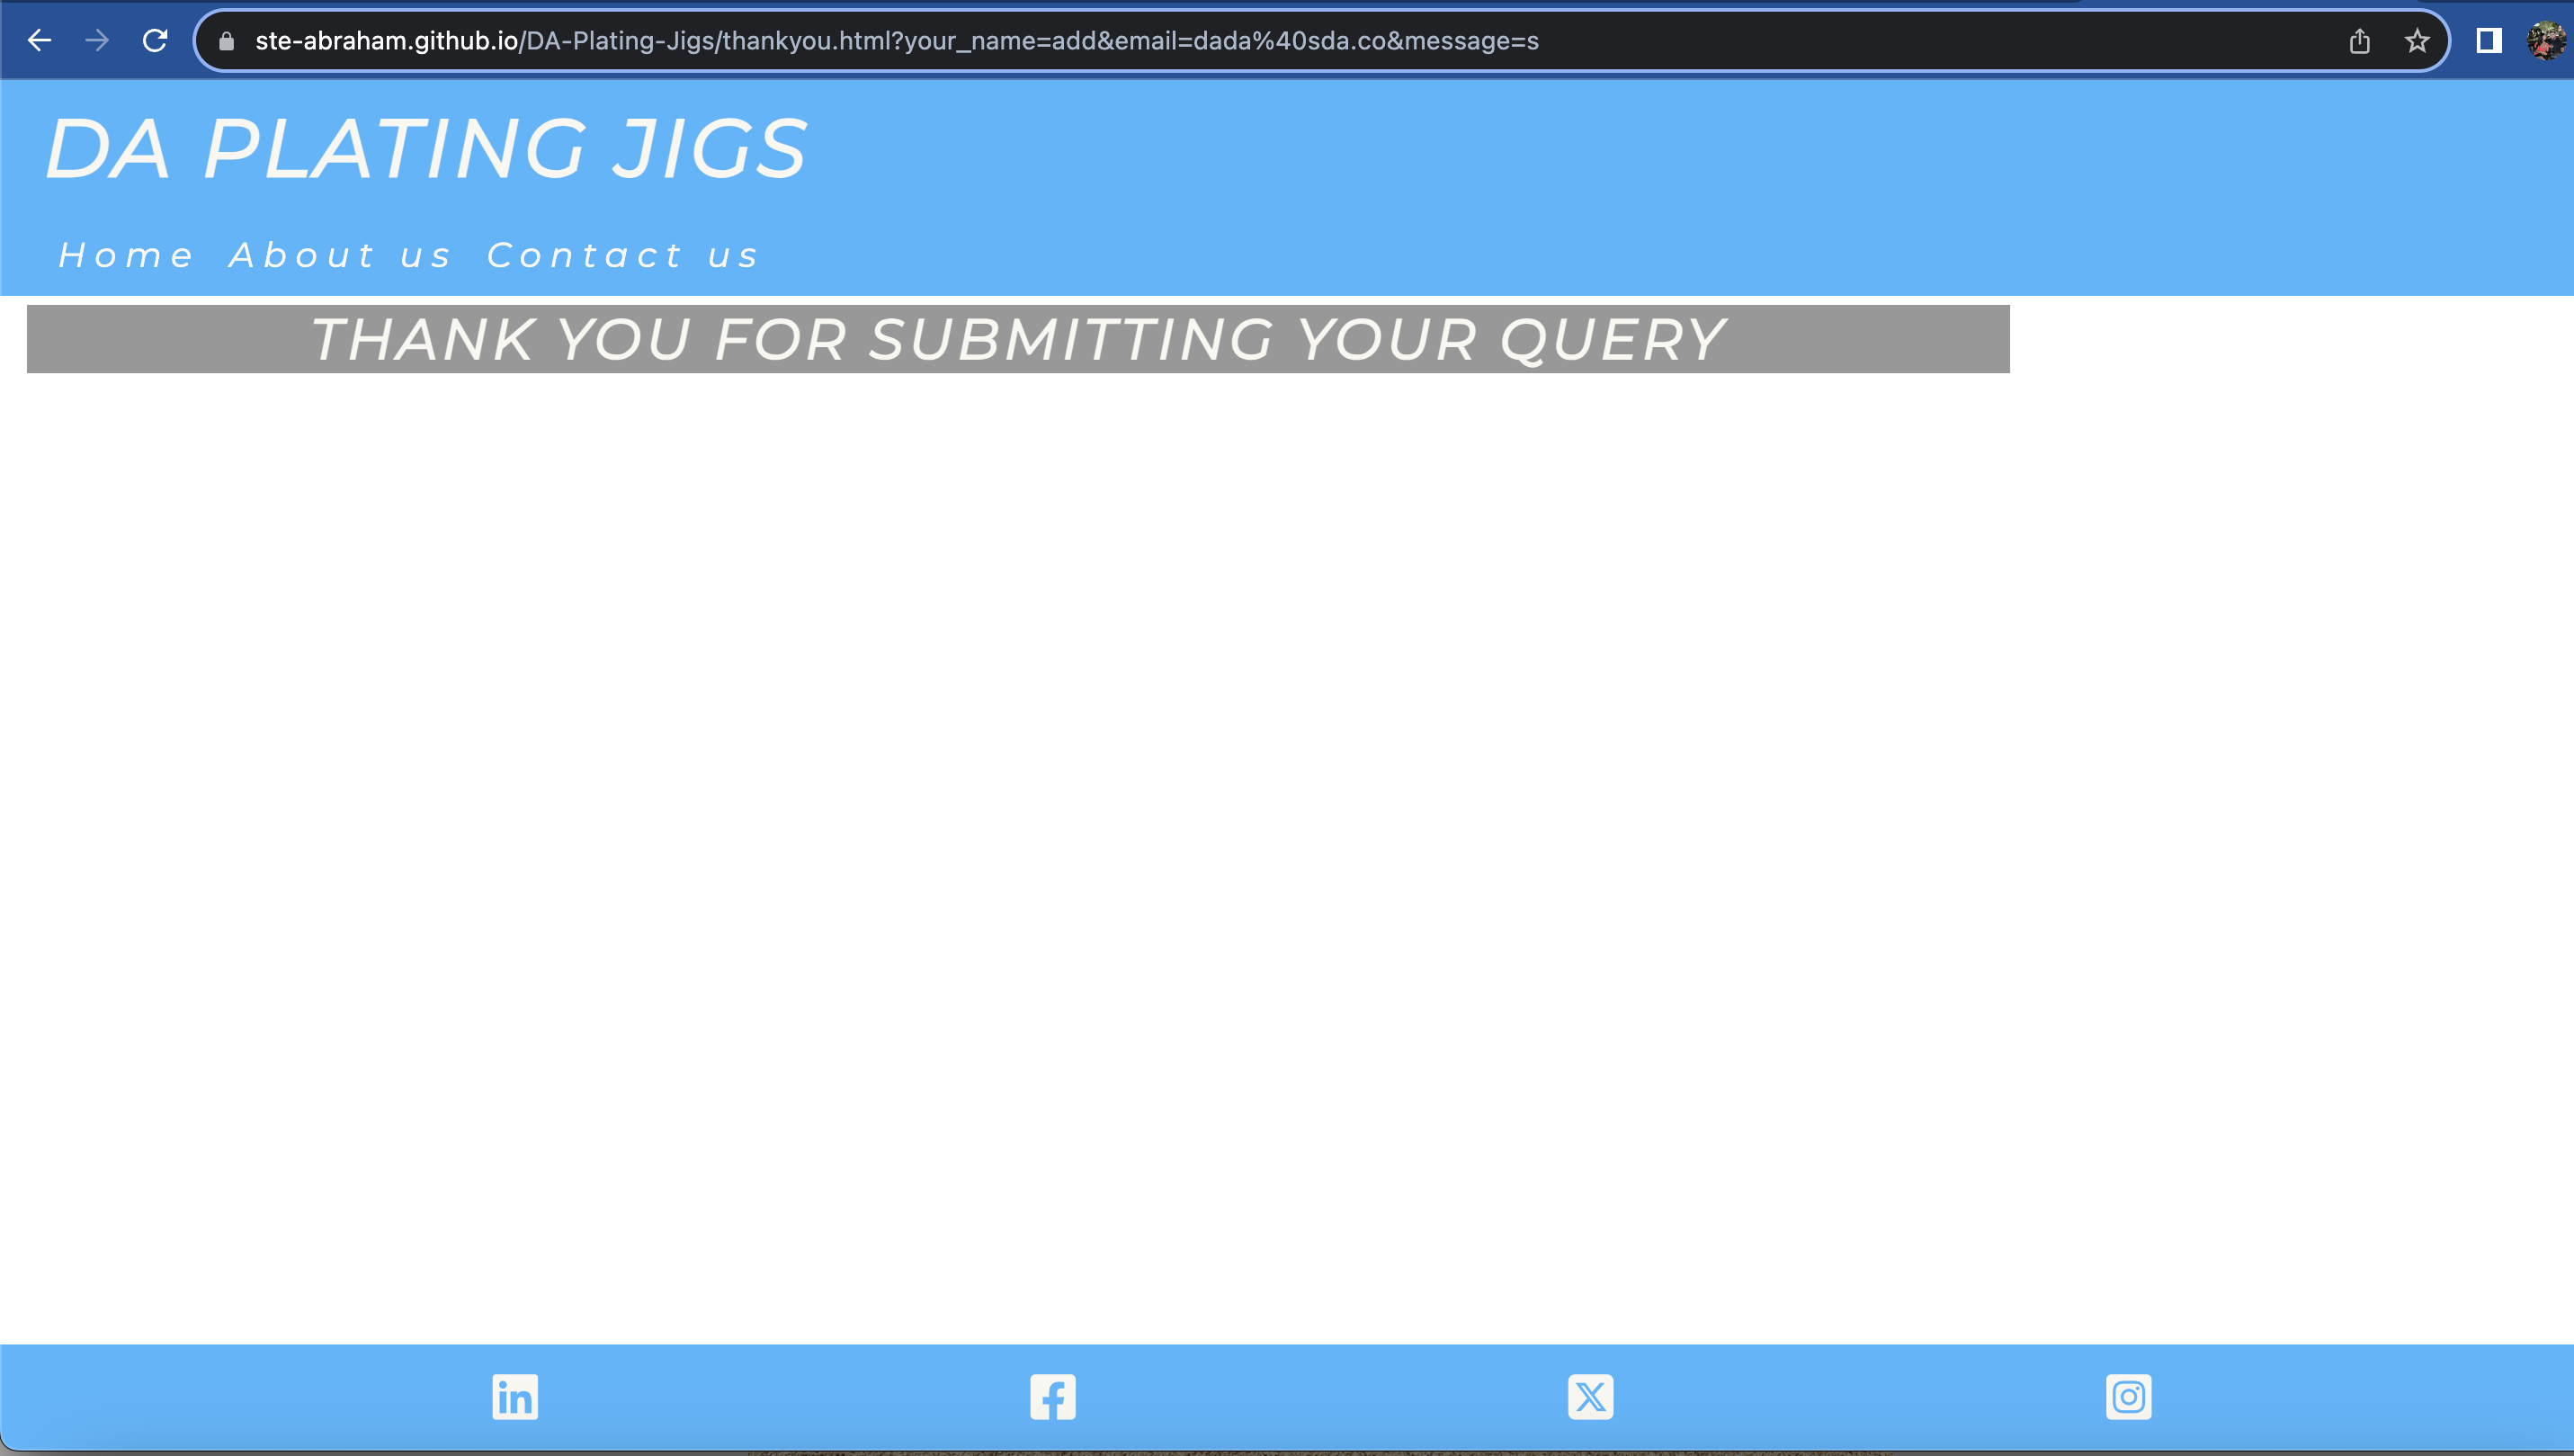 ste-abraham.github.io/DA-Plating-Jigs/thankyou.html?your_name=add&email=dada%40sda.co&message=s
DA PLATING JIGS
Home About us Contact us
THANK YOU FOR SUBMITTING YOUR QUERY